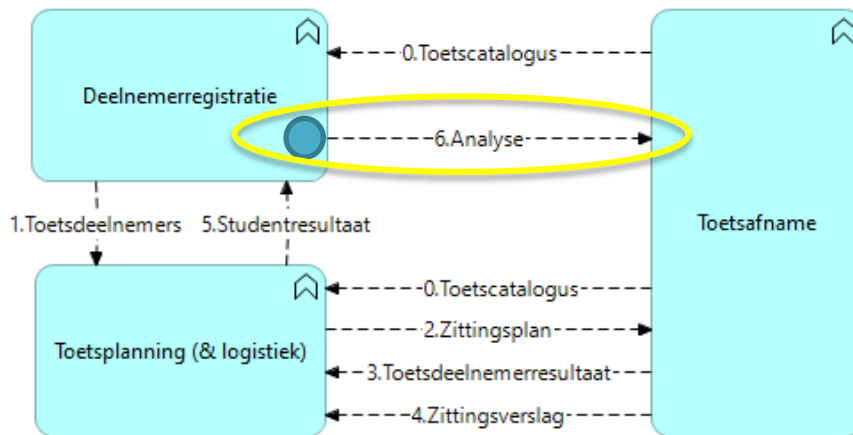 0.Toetscatalogus
Deelnemerregistratie
6.Analyse
1.Toetsdeelnemers
5.Studentresultaat
Toetsafname
0.Toetscatalogus
2.Zittingsplan
Toetsplanning (& logistiek)
3.Toetsdeelnemerresultaat
4.Zittingsverslag